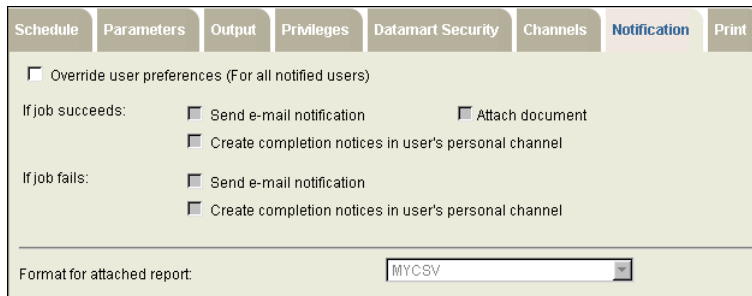 Schedule Parameters Output Privileges Datamart Security Channels Notification Print
Override user preferences (For all notified users)
If job succeeds: Send e-mail notification Attach document
Create completion notices in user's personal channel
If job fails: Send e-mail notification
Create completion notices in user's personal channel
Format for attached report: MYCSV